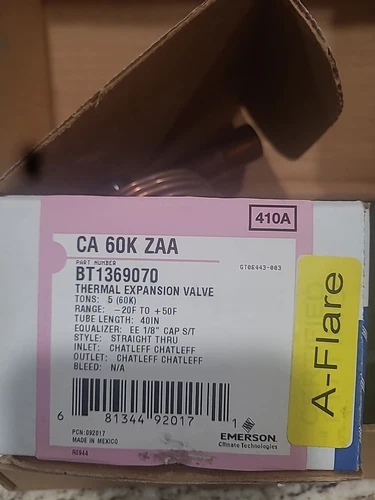 410A
CA 60K ZAA
PART NUMBER
BT1369070
GT0E443-003
THERMAL EXPANSION VALVE
TONS: 5 (60K)
RANGE: -20F TO +50F
TUBE LENGTH: 40IN
EQUALIZER: EE 1/8" CAP S/T
STYLE: STRAIGHT THRU
INLET: CHATLEFF CHATLEFF
OUTLET: CHATLEFF CHATLEFF
BLEED: N/A
A-Flare
6 81344 92017 1
PCN:092017
MADE IN MEXICO
EMERSON
Climate Technologies
R0944